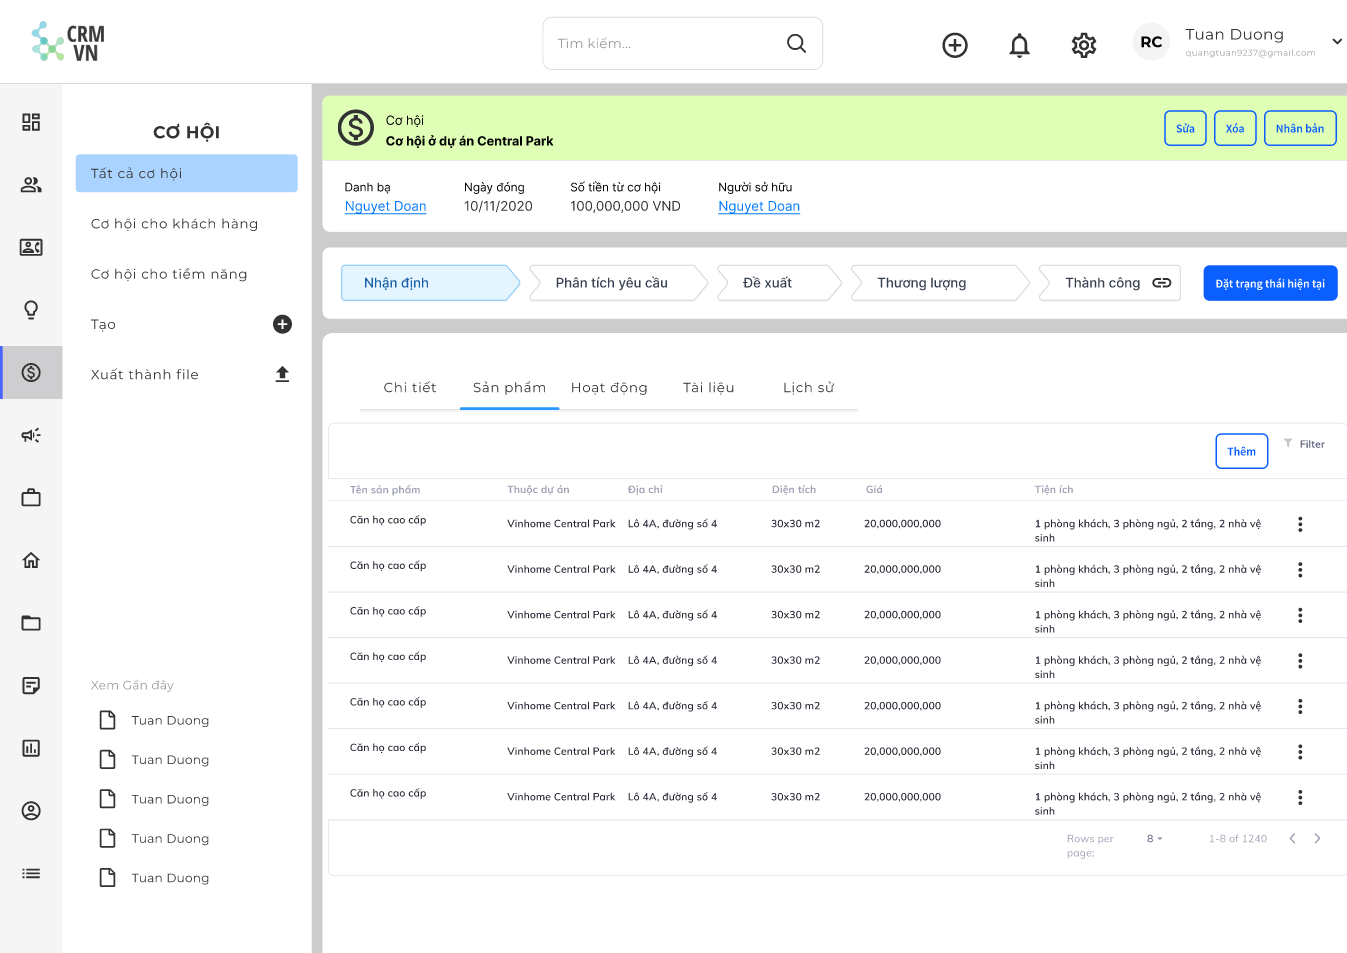 CRM
VN
Tìm kiếm...
RC
Tuan Duong
quangtuan9237@gmail.com
CƠ HỘI
Tất cả cơ hội
Cơ hội cho khách hàng
Cơ hội cho tiềm năng
Tạo
Xuất thành file
Xem Gần đây
Tuan Duong
Tuan Duong
Tuan Duong
Tuan Duong
Tuan Duong
Cơ hội
Cơ hội ở dự án Central Park
Sửa
Xóa
Nhân bản
Danh bạ Ngày đóng Số tiền từ cơ hội Người sở hữu
Nguyet Doan 10/11/2020 100,000,000 VND Nguyet Doan
Nhận định Phân tích yêu cầu Đề xuất Thương lượng Thành công Đặt trạng thái hiện tại
Chi tiết Sản phẩm Hoạt động Tài liệu Lịch sử
Thêm Filter
Tên sản phẩm Thuộc dự án Địa chỉ Diện tích Giá Tiện ích
Căn họ cao cấp Vinhome Central Park Lô 4A, đường số 4 30x30 m2 20,000,000,000 1 phòng khách, 3 phòng ngủ, 2 tầng, 2 nhà vệ
sinh
Căn họ cao cấp Vinhome Central Park Lô 4A, đường số 4 30x30 m2 20,000,000,000 1 phòng khách, 3 phòng ngủ, 2 tầng, 2 nhà vệ
sinh
Căn họ cao cấp Vinhome Central Park Lô 4A, đường số 4 30x30 m2 20,000,000,000 1 phòng khách, 3 phòng ngủ, 2 tầng, 2 nhà vệ
sinh
Căn họ cao cấp Vinhome Central Park Lô 4A, đường số 4 30x30 m2 20,000,000,000 1 phòng khách, 3 phòng ngủ, 2 tầng, 2 nhà vệ
sinh
Căn họ cao cấp Vinhome Central Park Lô 4A, đường số 4 30x30 m2 20,000,000,000 1 phòng khách, 3 phòng ngủ, 2 tầng, 2 nhà vệ
sinh
Căn họ cao cấp Vinhome Central Park Lô 4A, đường số 4 30x30 m2 20,000,000,000 1 phòng khách, 3 phòng ngủ, 2 tầng, 2 nhà vệ
sinh
Căn họ cao cấp Vinhome Central Park Lô 4A, đường số 4 30x30 m2 20,000,000,000 1 phòng khách, 3 phòng ngủ, 2 tầng, 2 nhà vệ
sinh
Rows per 8 1-8 of 1240
page: